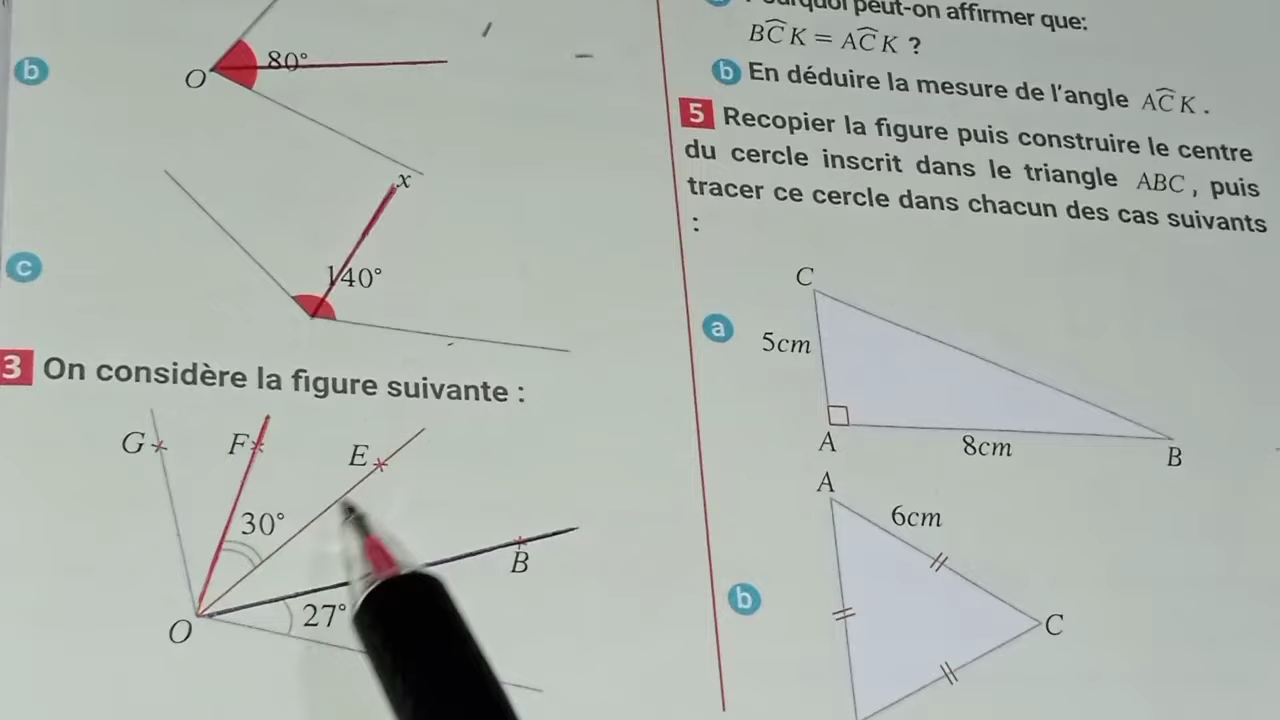 b
80°
O
x
c
140°
3 On considère la figure suivante :
G
F
E
30°
B
27°
O
peut-on affirmer que:
BĈK = AĈK ?
b En déduire la mesure de l'angle AĈK.
5 Recopier la figure puis construire le centre
du cercle inscrit dans le triangle ABC, puis
tracer ce cercle dans chacun des cas suivants
:
C
a
5cm
A
8cm
B
A
6cm
b
C